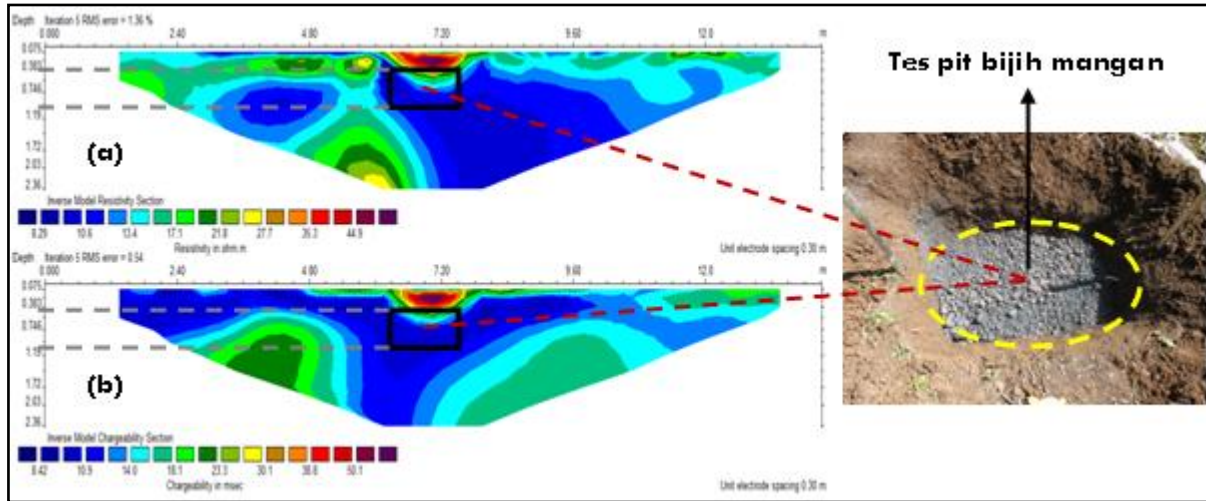 Depth Iteration 5 RMS error = 1.36 %
0.000 2.40 4.80 7.20 9.60 12.0 m
0.075
0.380
0.746
1.19
1.72
2.03
2.36
(a)
Inverse Model Resistivity Section
8.29 10.6 13.4 17.1 21.8 27.7 35.3 44.9
Resistivity in ohm.m
Unit electrode spacing 0.30 m
Depth Iteration 5 RMS error = 0.54
0.000 2.40 4.80 7.20 9.60 12.0 m
0.075
0.380
0.746
1.19
1.72
2.03
2.36
(b)
Inverse Model Chargeability Section
8.42 10.9 14.0 18.1 23.3 30.1 38.8 50.1
Chargeability in msec
Unit electrode spacing 0.30 m
Tes pit bijih mangan